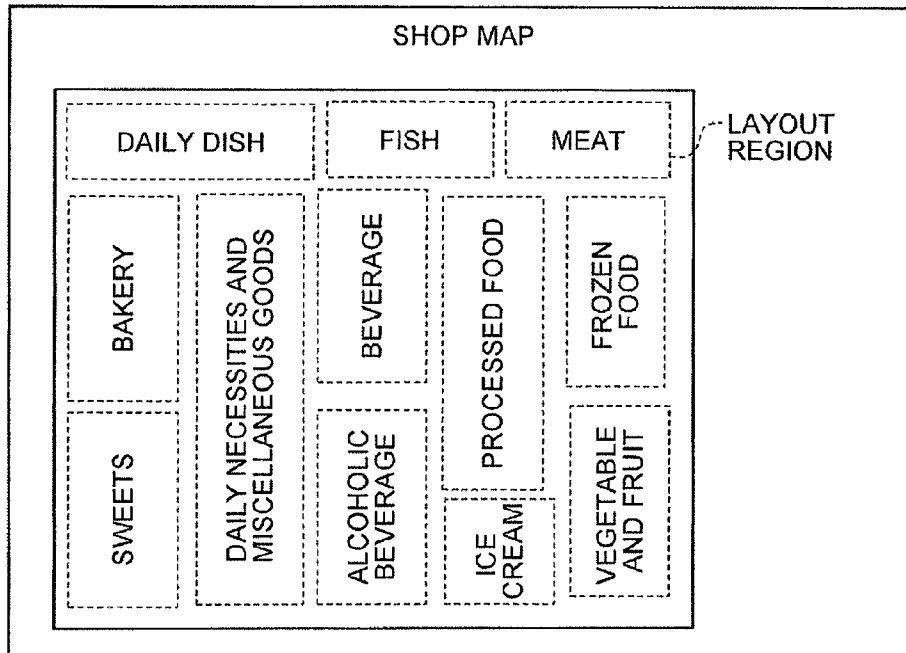 SHOP MAP
DAILY DISH
FISH
MEAT
LAYOUT
REGION
BAKERY
DAILY NECESSITIES AND
MISCELLANEOUS GOODS
BEVERAGE
PROCESSED FOOD
FROZEN
FOOD
SWEETS
ALCOHOLIC
BEVERAGE
ICE
CREAM
VEGETABLE
AND FRUIT